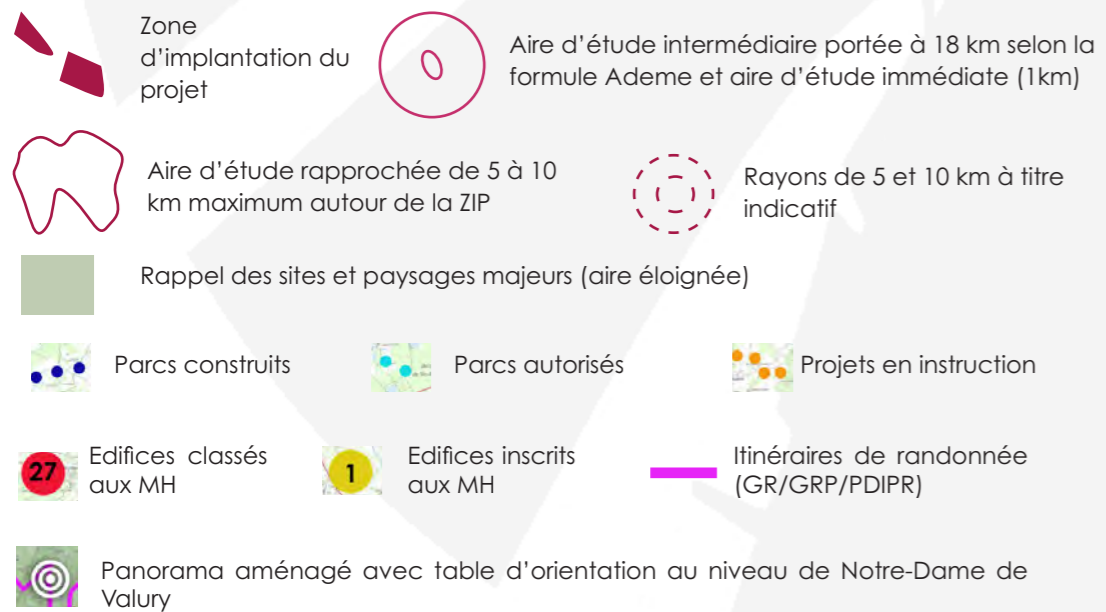 Zone
d’implantation du
projet
Aire d’étude intermédiaire portée à 18 km selon la
formule Ademe et aire d’étude immédiate (1km)
Aire d’étude rapprochée de 5 à 10
km maximum autour de la ZIP
Rayons de 5 et 10 km à titre
indicatif
Rappel des sites et paysages majeurs (aire éloignée)
Parcs construits
Parcs autorisés
Projets en instruction
27
Edifices classés
aux MH
1
Edifices inscrits
aux MH
Itinéraires de randonnée
(GR/GRP/PDIPR)
Panorama aménagé avec table d’orientation au niveau de Notre-Dame de
Valury